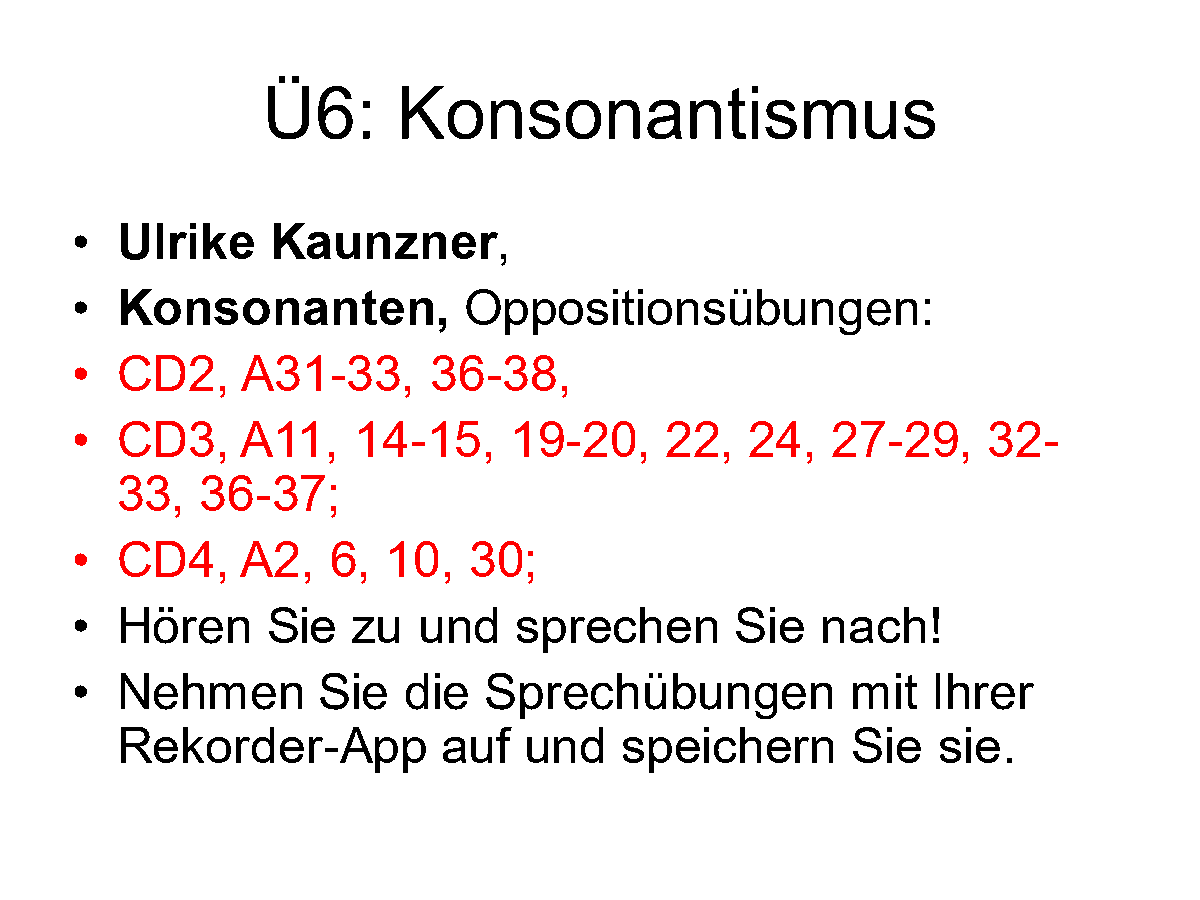 Ü6: Konsonantismus
• Ulrike Kaunzner,
• Konsonanten, Oppositionsübungen:
• CD2, A31-33, 36-38,
• CD3, A11, 14-15, 19-20, 22, 24, 27-29, 32-
33, 36-37;
• CD4, A2, 6, 10, 30;
• Hören Sie zu und sprechen Sie nach!
• Nehmen Sie die Sprechübungen mit Ihrer
Rekorder-App auf und speichern Sie sie.